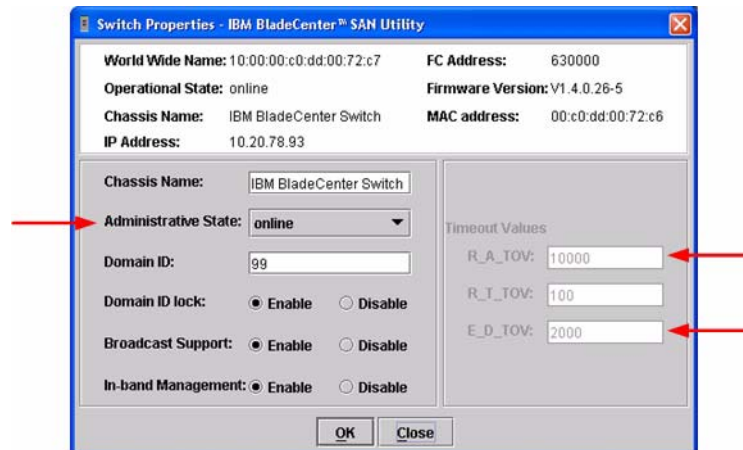 Switch Properties - IBM BladeCenter™ SAN Utility
World Wide Name: 10:00:00:c0:dd:00:72:c7
FC Address: 630000
Operational State: online
Firmware Version: V1.4.0.26-5
Chassis Name: IBM BladeCenter Switch
MAC address: 00:c0:dd:00:72:c6
IP Address: 10.20.78.93
Chassis Name: IBM BladeCenter Switch
Administrative State: online
Domain ID: 99
Domain ID lock: Enable Disable
Broadcast Support: Enable Disable
In-band Management: Enable Disable
Timeout Values
R_A_TOV: 10000
R_T_TOV: 100
E_D_TOV: 2000
OK Close